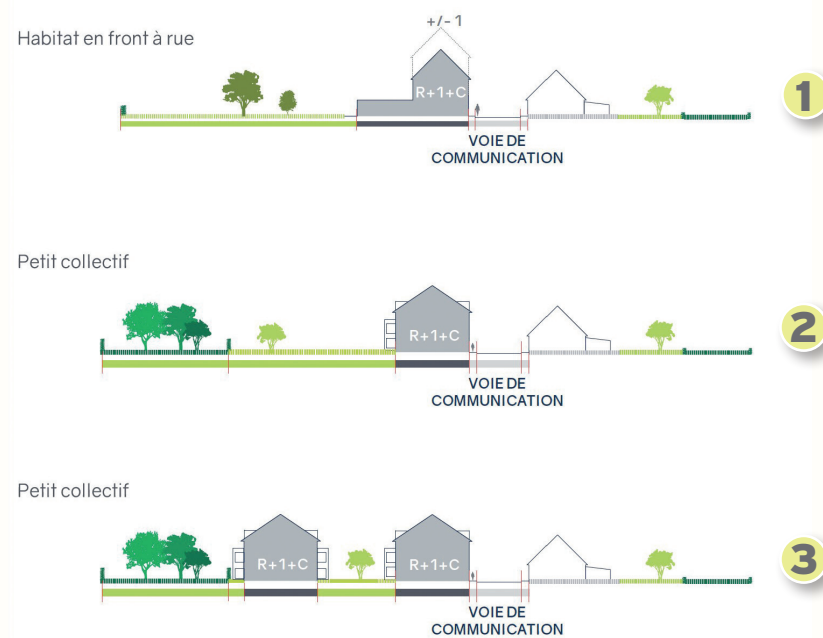 Habitat en front à rue
+/- 1
R+1+C
1
VOIE DE
COMMUNICATION
Petit collectif
R+1+C
2
VOIE DE
COMMUNICATION
Petit collectif
R+1+C
R+1+C
3
VOIE DE
COMMUNICATION